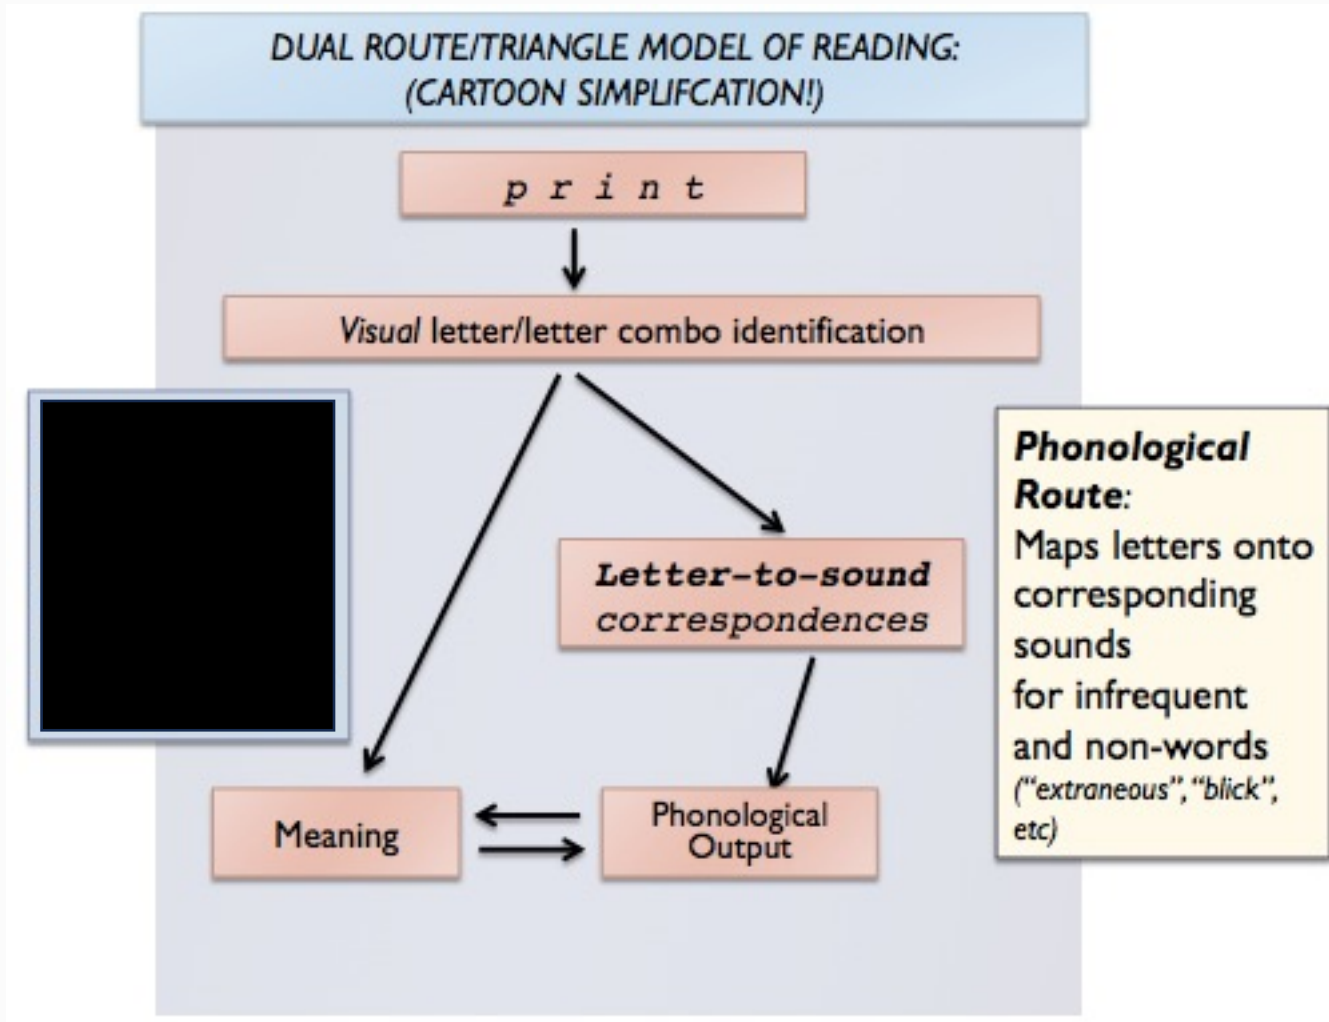 DUAL ROUTE/TRIANGLE MODEL OF READING:
(CARTOON SIMPLIFCATION!)
print
Visual letter/letter combo identification
Letter-to-sound
correspondences
Meaning
Phonological
Output
Phonological
Route:
Maps letters onto
corresponding
sounds
for infrequent
and non-words
(“extraneous”, “blick”,
etc)